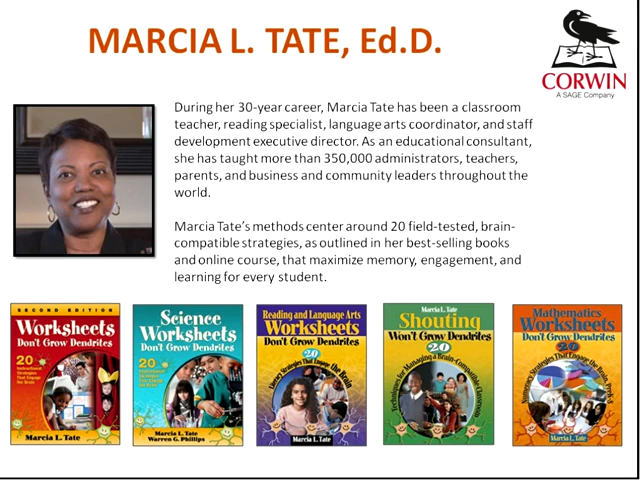 MARCIA L. TATE, Ed.D.
CORWIN
A SAGE Company
During her 30-year career, Marcia Tate has been a classroom
teacher, reading specialist, language arts coordinator, and staff
development executive director. As an educational consultant,
she has taught more than 350,000 administrators, teachers,
parents, and business and community leaders throughout the
world.
Marcia Tate's methods center around 20 field-tested, brain-
compatible strategies, as outlined in her best-selling books
and online course, that maximize memory, engagement, and
learning for every student.
SECOND EDITION
Worksheets
Don't Grow Dendrites
20
Instructional
Strategies
That Engage
the Brain
Marcia L. Tate
Science
Worksheets
Don't Grow Dendrites
20
Instructional
Strategies
That Engage
the Brain
Marcia L. Tate
Warren G. Phillips
Reading and Language Arts
Worksheets
Don't Grow Dendrites
20
Literacy Strategies That Engage the Brain
Marcia L. Tate
Marcia L. Tate
Shouting
Won't Grow Dendrites
20
Techniques for Managing a Brain-Compatible Classroom
Mathematics
Worksheets
Don't Grow Dendrites
20
Numeracy Strategies That Engage the Brain,
Marcia L. Tate